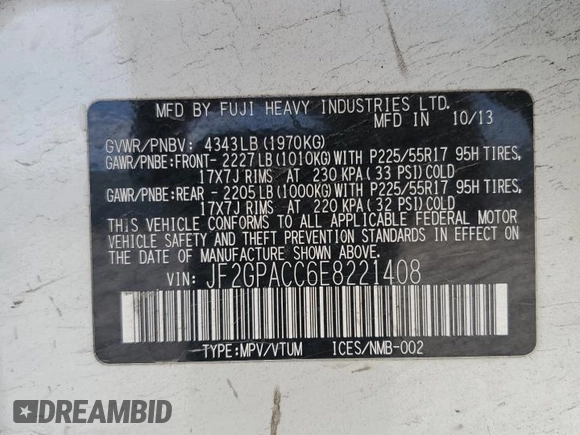 MFD BY FUJI HEAVY INDUSTRIES LTD.
MFD IN 10/13
GVWR/PNBV: 4343LB(1970KG)
GAWR/PNBE:FRONT- 2227LB(1010KG)WITH P225/55R17 95H TIRES,
17X7J RIMS AT 230 KPA(33 PSI)COLD
GAWR/PNBE:REAR - 2205LB(1000KG)WITH P225/55R17 95H TIRES,
17X7J RIMS AT 220 KPA(32 PSI)COLD
THIS VEHICLE CONFORMS TO ALL APPLICABLE FEDERAL MOTOR
VEHICLE SAFETY AND THEFT PREVENTION STANDARDS IN EFFECT ON
THE DATE OF MANUFACTURE SHOWN ABOVE.
VIN: JF2GPACC6E8221408
TYPE:MPV/VTUM ICES/NMB-002
DREAMBID